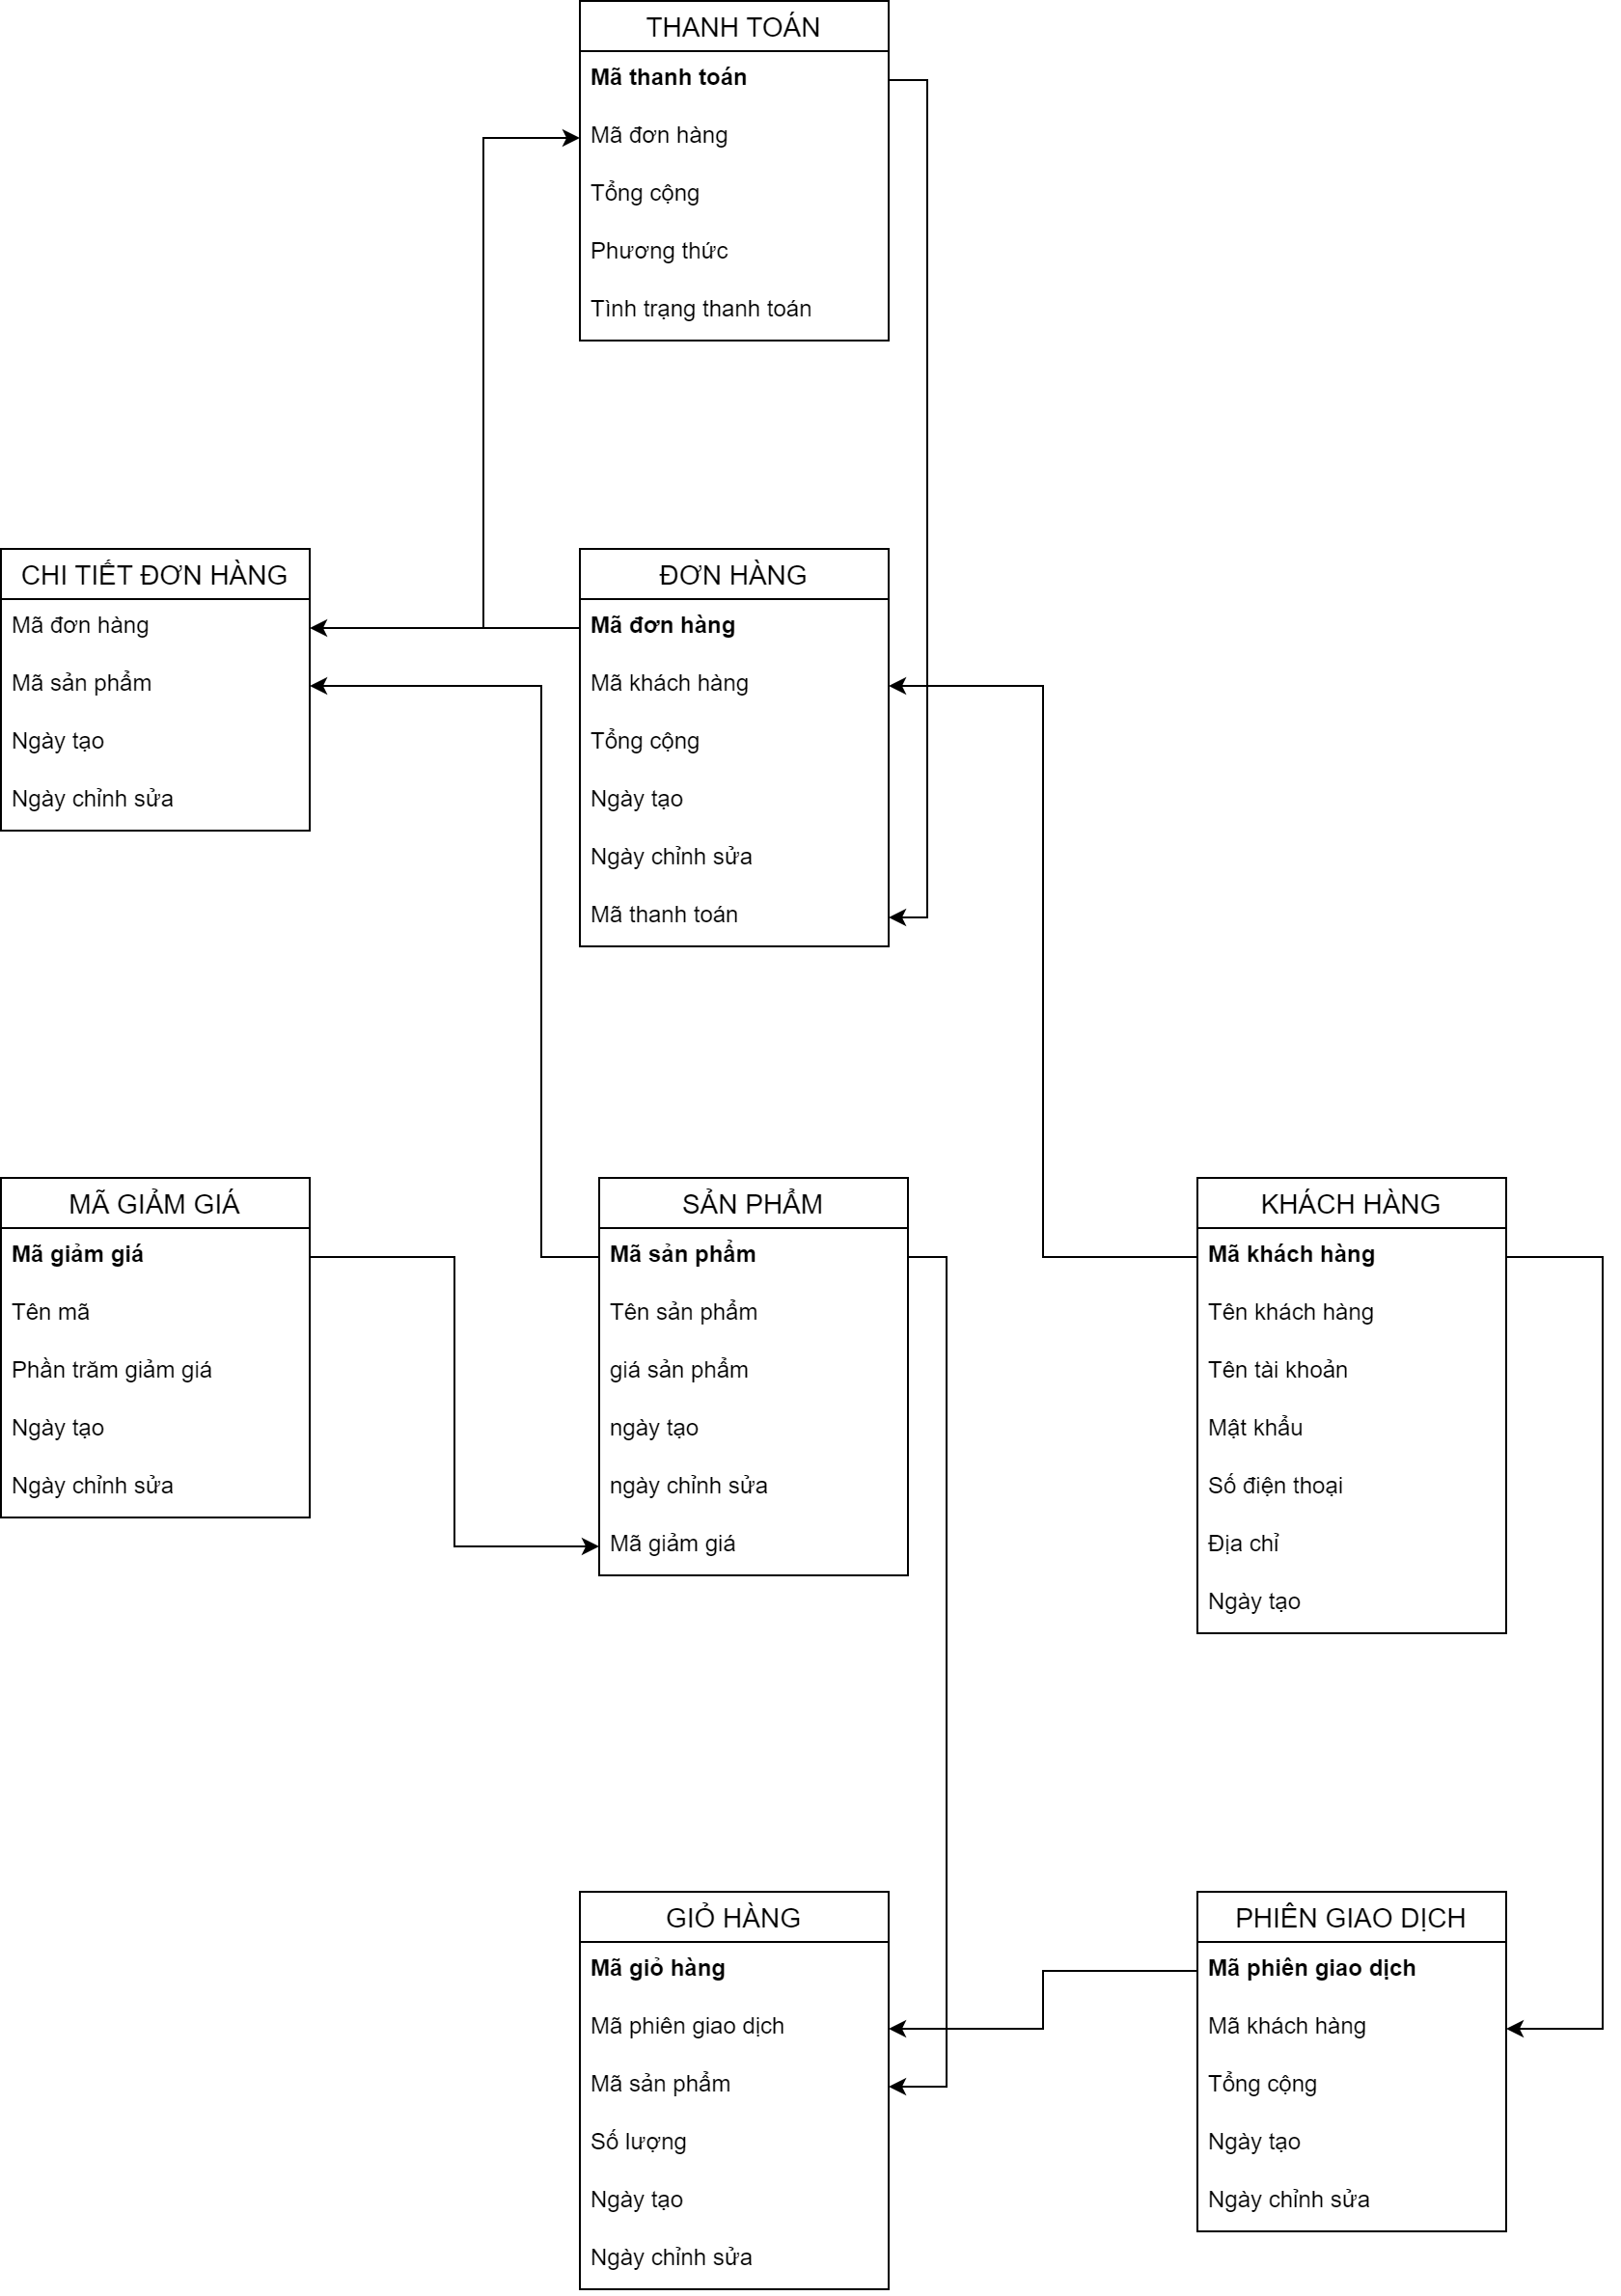 THANH TOÁN
Mã thanh toán
Mã đơn hàng
Tổng cộng
Phương thức
Tình trạng thanh toán
CHI TIẾT ĐƠN HÀNG
Mã đơn hàng
Mã sản phẩm
Ngày tạo
Ngày chỉnh sửa
ĐƠN HÀNG
Mã đơn hàng
Mã khách hàng
Tổng cộng
Ngày tạo
Ngày chỉnh sửa
Mã thanh toán
MÃ GIẢM GIÁ
Mã giảm giá
Tên mã
Phần trăm giảm giá
Ngày tạo
Ngày chỉnh sửa
SẢN PHẨM
Mã sản phẩm
Tên sản phẩm
giá sản phẩm
ngày tạo
ngày chỉnh sửa
Mã giảm giá
KHÁCH HÀNG
Mã khách hàng
Tên khách hàng
Tên tài khoản
Mật khẩu
Số điện thoại
Địa chỉ
Ngày tạo
GIỎ HÀNG
Mã giỏ hàng
Mã phiên giao dịch
Mã sản phẩm
Số lượng
Ngày tạo
Ngày chỉnh sửa
PHIÊN GIAO DỊCH
Mã phiên giao dịch
Mã khách hàng
Tổng cộng
Ngày tạo
Ngày chỉnh sửa